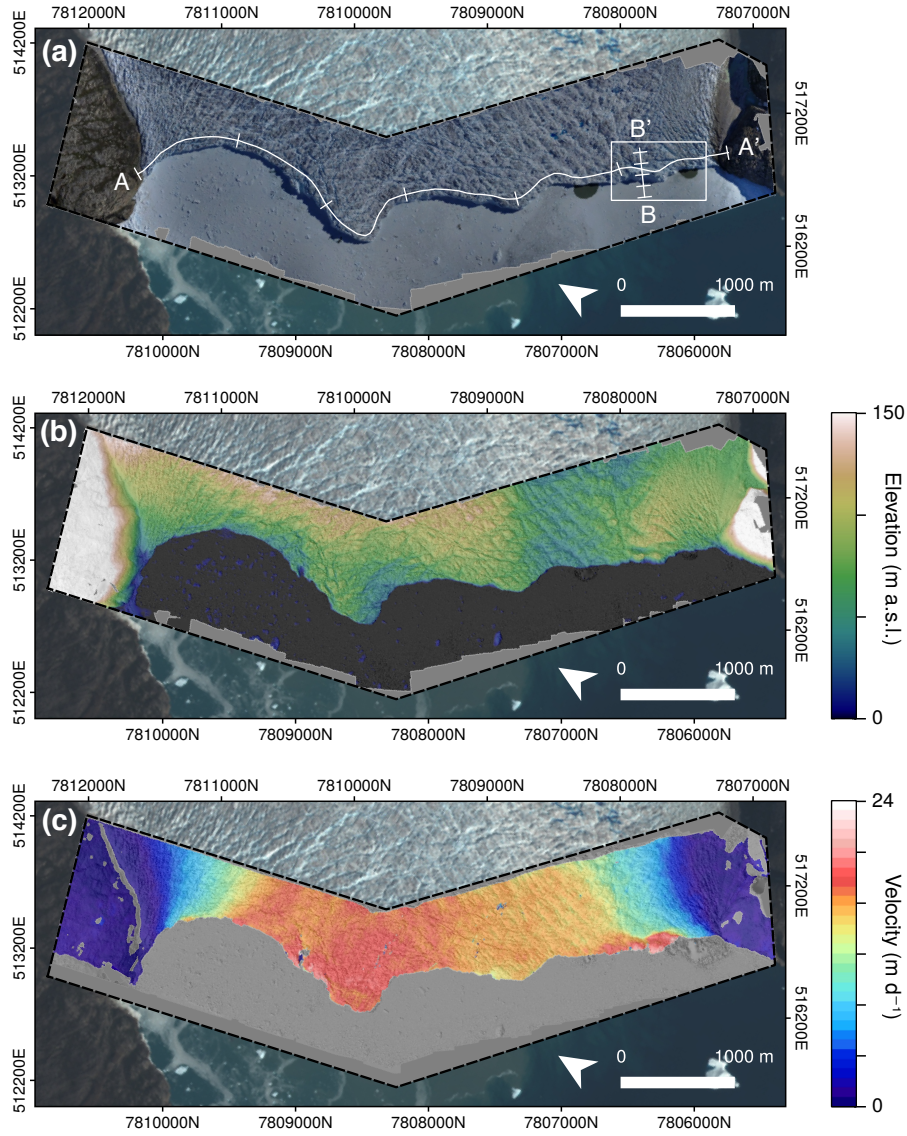 7812000N 7811000N 7810000N 7809000N 7808000N 7807000N
(a)
514200E
517200E
B'
A'
A
513200E
B
516200E
0 1000 m
512200E
7810000N 7809000N 7808000N 7807000N 7806000N
7812000N 7811000N 7810000N 7809000N 7808000N 7807000N
(b)
514200E
517200E
513200E
516200E
0 1000 m
512200E
7810000N 7809000N 7808000N 7807000N 7806000N
150
Elevation (m a.s.l.)
0
7812000N 7811000N 7810000N 7809000N 7808000N 7807000N
(c)
514200E
517200E
513200E
516200E
0 1000 m
512200E
7810000N 7809000N 7808000N 7807000N 7806000N
24
Velocity (m d⁻¹)
0